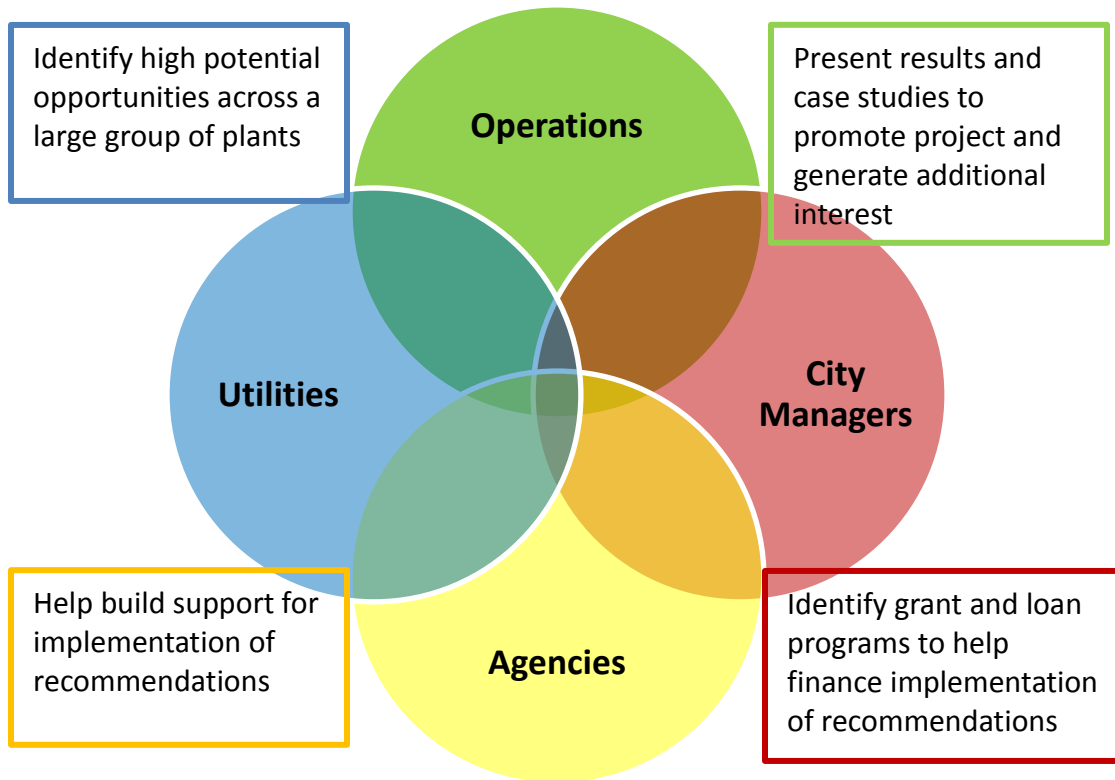 Identify high potential
opportunities across a
large group of plants
Operations
Present results and
case studies to
promote project and
generate additional
interest
Utilities
City
Managers
Help build support for
implementation of
recommendations
Agencies
Identify grant and loan
programs to help
finance implementation
of recommendations